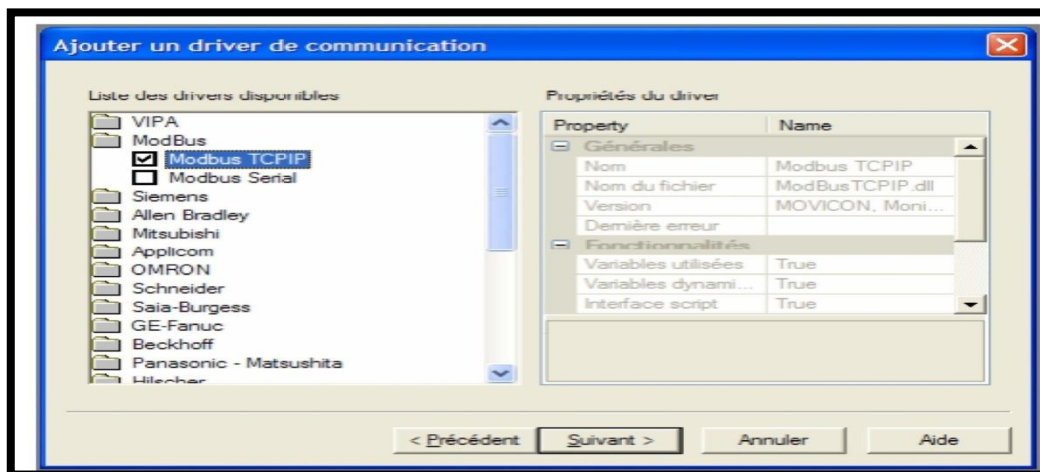 Ajouter un driver de communication
Liste des drivers disponibles
VIPA
ModBus
Modbus TCPIP
Modbus Serial
Siemens
Allen Bradley
Mitsubishi
Applicom
OMRON
Schneider
Saia-Burgess
GE-Fanuc
Beckhoff
Panasonic - Matsushita
Hilscher
Propriétés du driver
Property Name
Générales
Nom Modbus TCPIP
Nom du fichier ModBusTCPIP.dll
Version MOVICON, Moni...
Dernière erreur
Fonctionnalités
Variables utilisées True
Variables dynami... True
Interface script True
< Précédent Suivant > Annuler Aide